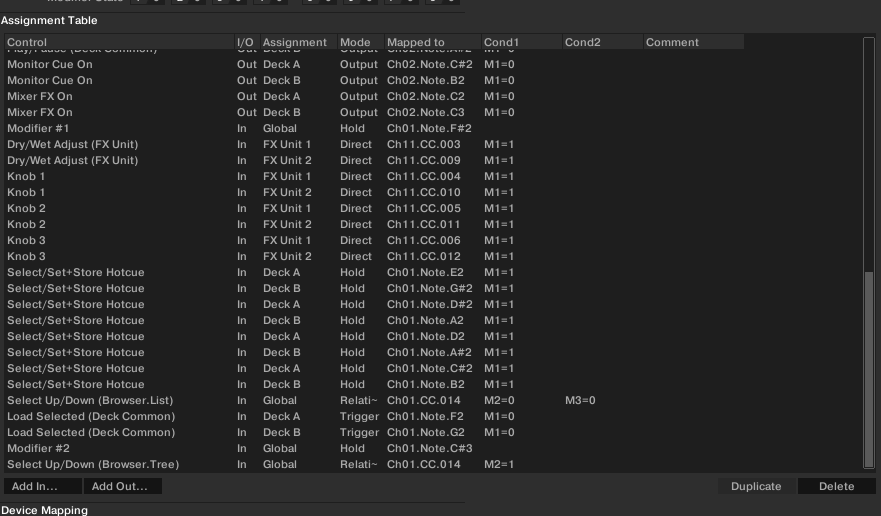 Assignment Table
Control I/O Assignment Mode Mapped to Cond1 Cond2 Comment
Monitor Cue On Out Deck A Output Ch02.Note.C#2 M1=0
Monitor Cue On Out Deck B Output Ch02.Note.B2 M1=0
Mixer FX On Out Deck A Output Ch02.Note.C2 M1=0
Mixer FX On Out Deck B Output Ch02.Note.C3 M1=0
Modifier #1 In Global Hold Ch01.Note.F#2
Dry/Wet Adjust (FX Unit) In FX Unit 1 Direct Ch11.CC.003 M1=1
Dry/Wet Adjust (FX Unit) In FX Unit 2 Direct Ch11.CC.009 M1=1
Knob 1 In FX Unit 1 Direct Ch11.CC.004 M1=1
Knob 1 In FX Unit 2 Direct Ch11.CC.010 M1=1
Knob 2 In FX Unit 1 Direct Ch11.CC.005 M1=1
Knob 2 In FX Unit 2 Direct Ch11.CC.011 M1=1
Knob 3 In FX Unit 1 Direct Ch11.CC.006 M1=1
Knob 3 In FX Unit 2 Direct Ch11.CC.012 M1=1
Select/Set+Store Hotcue In Deck A Hold Ch01.Note.E2 M1=1
Select/Set+Store Hotcue In Deck B Hold Ch01.Note.G#2 M1=1
Select/Set+Store Hotcue In Deck A Hold Ch01.Note.D#2 M1=1
Select/Set+Store Hotcue In Deck B Hold Ch01.Note.A2 M1=1
Select/Set+Store Hotcue In Deck A Hold Ch01.Note.D2 M1=1
Select/Set+Store Hotcue In Deck B Hold Ch01.Note.A#2 M1=1
Select/Set+Store Hotcue In Deck A Hold Ch01.Note.C#2 M1=1
Select/Set+Store Hotcue In Deck B Hold Ch01.Note.B2 M1=1
Select Up/Down (Browser.List) In Global Relati~ Ch01.CC.014 M2=0 M3=0
Load Selected (Deck Common) In Deck A Trigger Ch01.Note.F2 M1=0
Load Selected (Deck Common) In Deck B Trigger Ch01.Note.G2 M1=0
Modifier #2 In Global Hold Ch01.Note.C#3
Select Up/Down (Browser.Tree) In Global Relati~ Ch01.CC.014 M2=1
Add In... Add Out... Duplicate Delete
Device Mapping